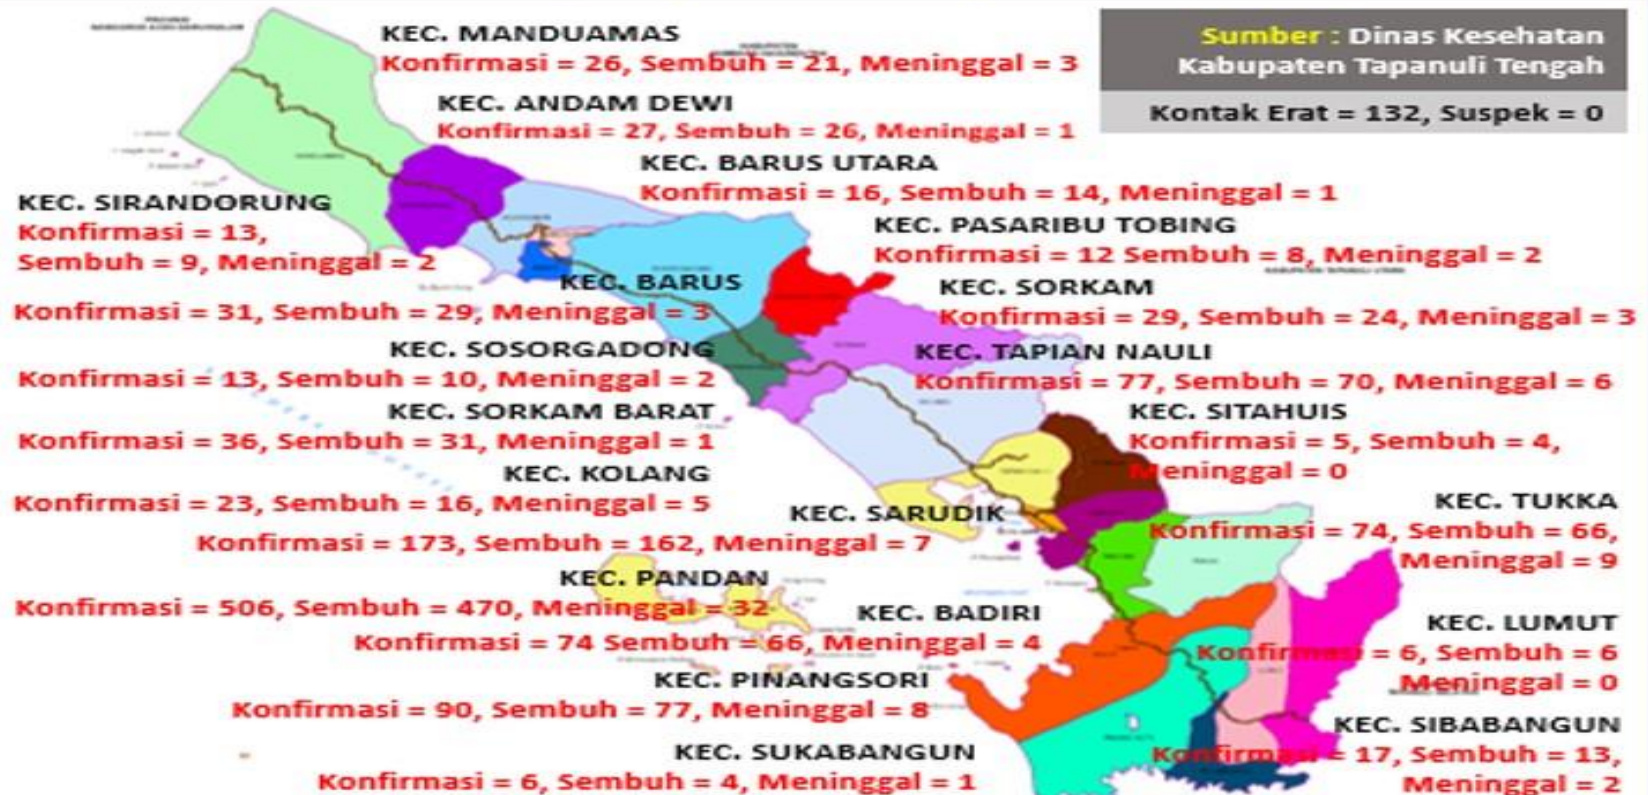 KEC. MANDUAMAS
Konfirmasi = 26, Sembuh = 21, Meninggal = 3
Sumber : Dinas Kesehatan
Kabupaten Tapanuli Tengah
Kontak Erat = 132, Suspek = 0
KEC. ANDAM DEWI
Konfirmasi = 27, Sembuh = 26, Meninggal = 1
KEC. BARUS UTARA
Konfirmasi = 16, Sembuh = 14, Meninggal = 1
KEC. SIRANDORUNG
Konfirmasi = 13,
Sembuh = 9, Meninggal = 2
KEC. PASARIBU TOBING
Konfirmasi = 12 Sembuh = 8, Meninggal = 2
KEC. BARUS
Konfirmasi = 31, Sembuh = 29, Meninggal = 3
KEC. SORKAM
Konfirmasi = 29, Sembuh = 24, Meninggal = 3
KEC. SOSORGADONG
Konfirmasi = 13, Sembuh = 10, Meninggal = 2
KEC. TAPIAN NAULI
Konfirmasi = 77, Sembuh = 70, Meninggal = 6
KEC. SORKAM BARAT
Konfirmasi = 36, Sembuh = 31, Meninggal = 1
KEC. SITAHUIS
Konfirmasi = 5, Sembuh = 4,
Meninggal = 0
KEC. KOLANG
Konfirmasi = 23, Sembuh = 16, Meninggal = 5
KEC. SARUDIK
Konfirmasi = 173, Sembuh = 162, Meninggal = 7
KEC. TUKKA
Konfirmasi = 74, Sembuh = 66,
Meninggal = 9
KEC. PANDAN
Konfirmasi = 506, Sembuh = 470, Meninggal = 32
KEC. BADIRI
Konfirmasi = 74 Sembuh = 66, Meninggal = 4
KEC. LUMUT
Konfirmasi = 6, Sembuh = 6
Meninggal = 0
KEC. PINANGSORI
Konfirmasi = 90, Sembuh = 77, Meninggal = 8
KEC. SIBABANGUN
Konfirmasi = 17, Sembuh = 13,
Meninggal = 2
KEC. SUKABANGUN
Konfirmasi = 6, Sembuh = 4, Meninggal = 1